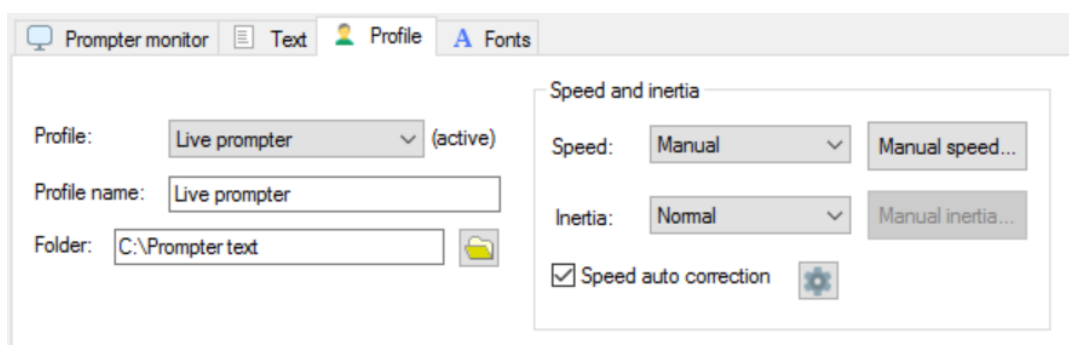 Prompter monitor Text Profile A Fonts
Speed and inertia
Profile: Live prompter (active)
Speed: Manual Manual speed...
Profile name: Live prompter
Inertia: Normal Manual inertia...
Folder: C:\Prompter text
Speed auto correction